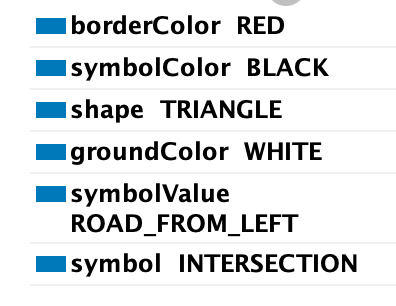 borderColor RED
symbolColor BLACK
shape TRIANGLE
groundColor WHITE
symbolValue
ROAD_FROM_LEFT
symbol INTERSECTION